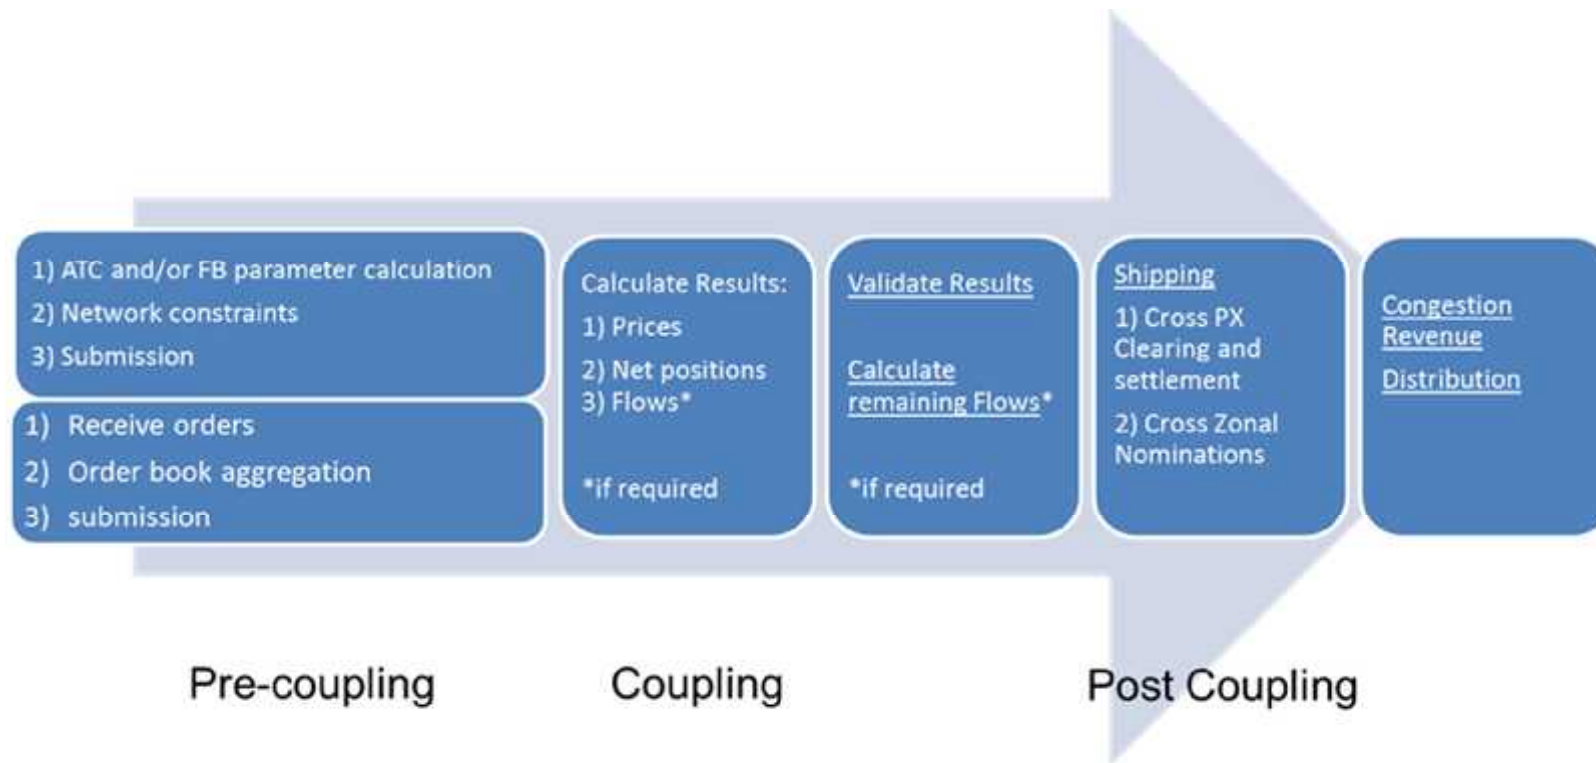 1) ATC and/or FB parameter calculation
2) Network constraints
3) Submission
1) Receive orders
2) Order book aggregation
3) submission
Calculate Results:
1) Prices
2) Net positions
3) Flows*
*if required
Validate Results
Calculate
remaining Flows*
*if required
Shipping
1) Cross PX
Clearing and
settlement
2) Cross Zonal
Nominations
Congestion
Revenue
Distribution
Pre-coupling
Coupling
Post Coupling